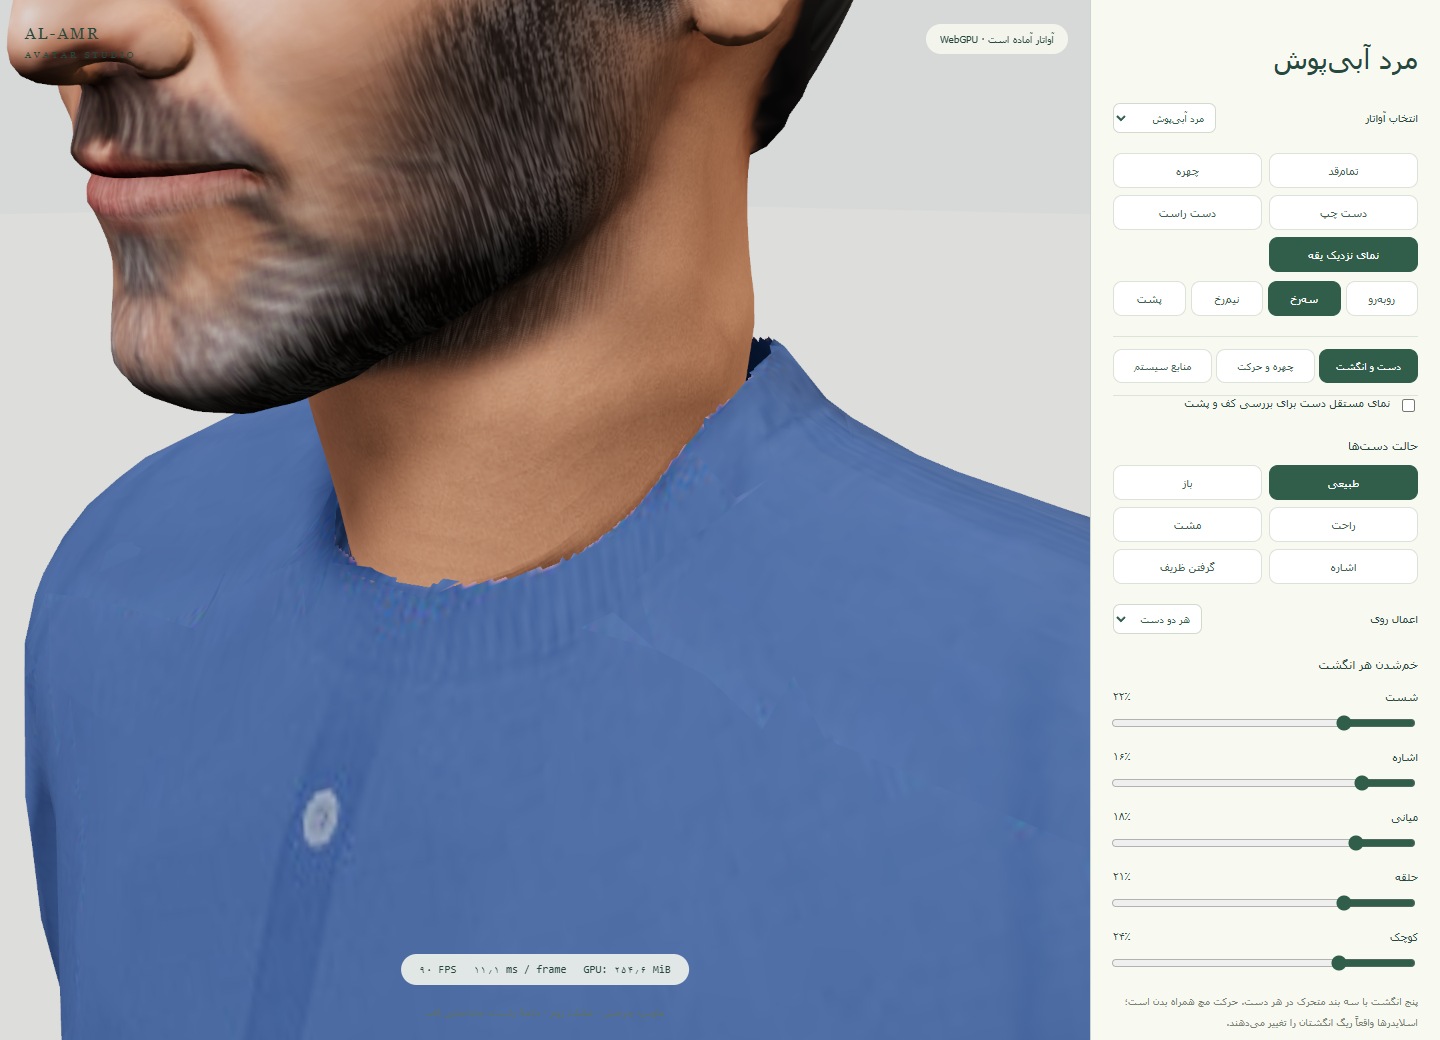 AL-AMR
AVATAR STUDIO
آواتار آماده است · WebGPU
مرد آبی‌پوش
انتخاب آواتار
مرد آبی‌پوش
تمام‌قد
چهره
دست چپ
دست راست
نمای نزدیک یقه
روبه‌رو
سه‌رخ
نیم‌رخ
پشت
دست و انگشت
چهره و حرکت
منابع سیستم
نمای مستقل دست برای بررسی کف و پشت
حالت دست‌ها
طبیعی
باز
راحت
مشت
اشاره
گرفتن ظریف
اعمال روی
هر دو دست
خم‌شدن هر انگشت
شست
۲۲٪
اشاره
۱۶٪
میانی
۱۸٪
حلقه
۲۱٪
کوچک
۲۴٪
پنج انگشت با سه بند متحرک در هر دست. حرکت مچ همراه بدن است؛
اسلایدرها واقعاً ریگ انگشتان را تغییر می‌دهند.
۹۰ FPS ۱۱٫۱ ms / frame GPU: ۲۵۴٫۶ MiB